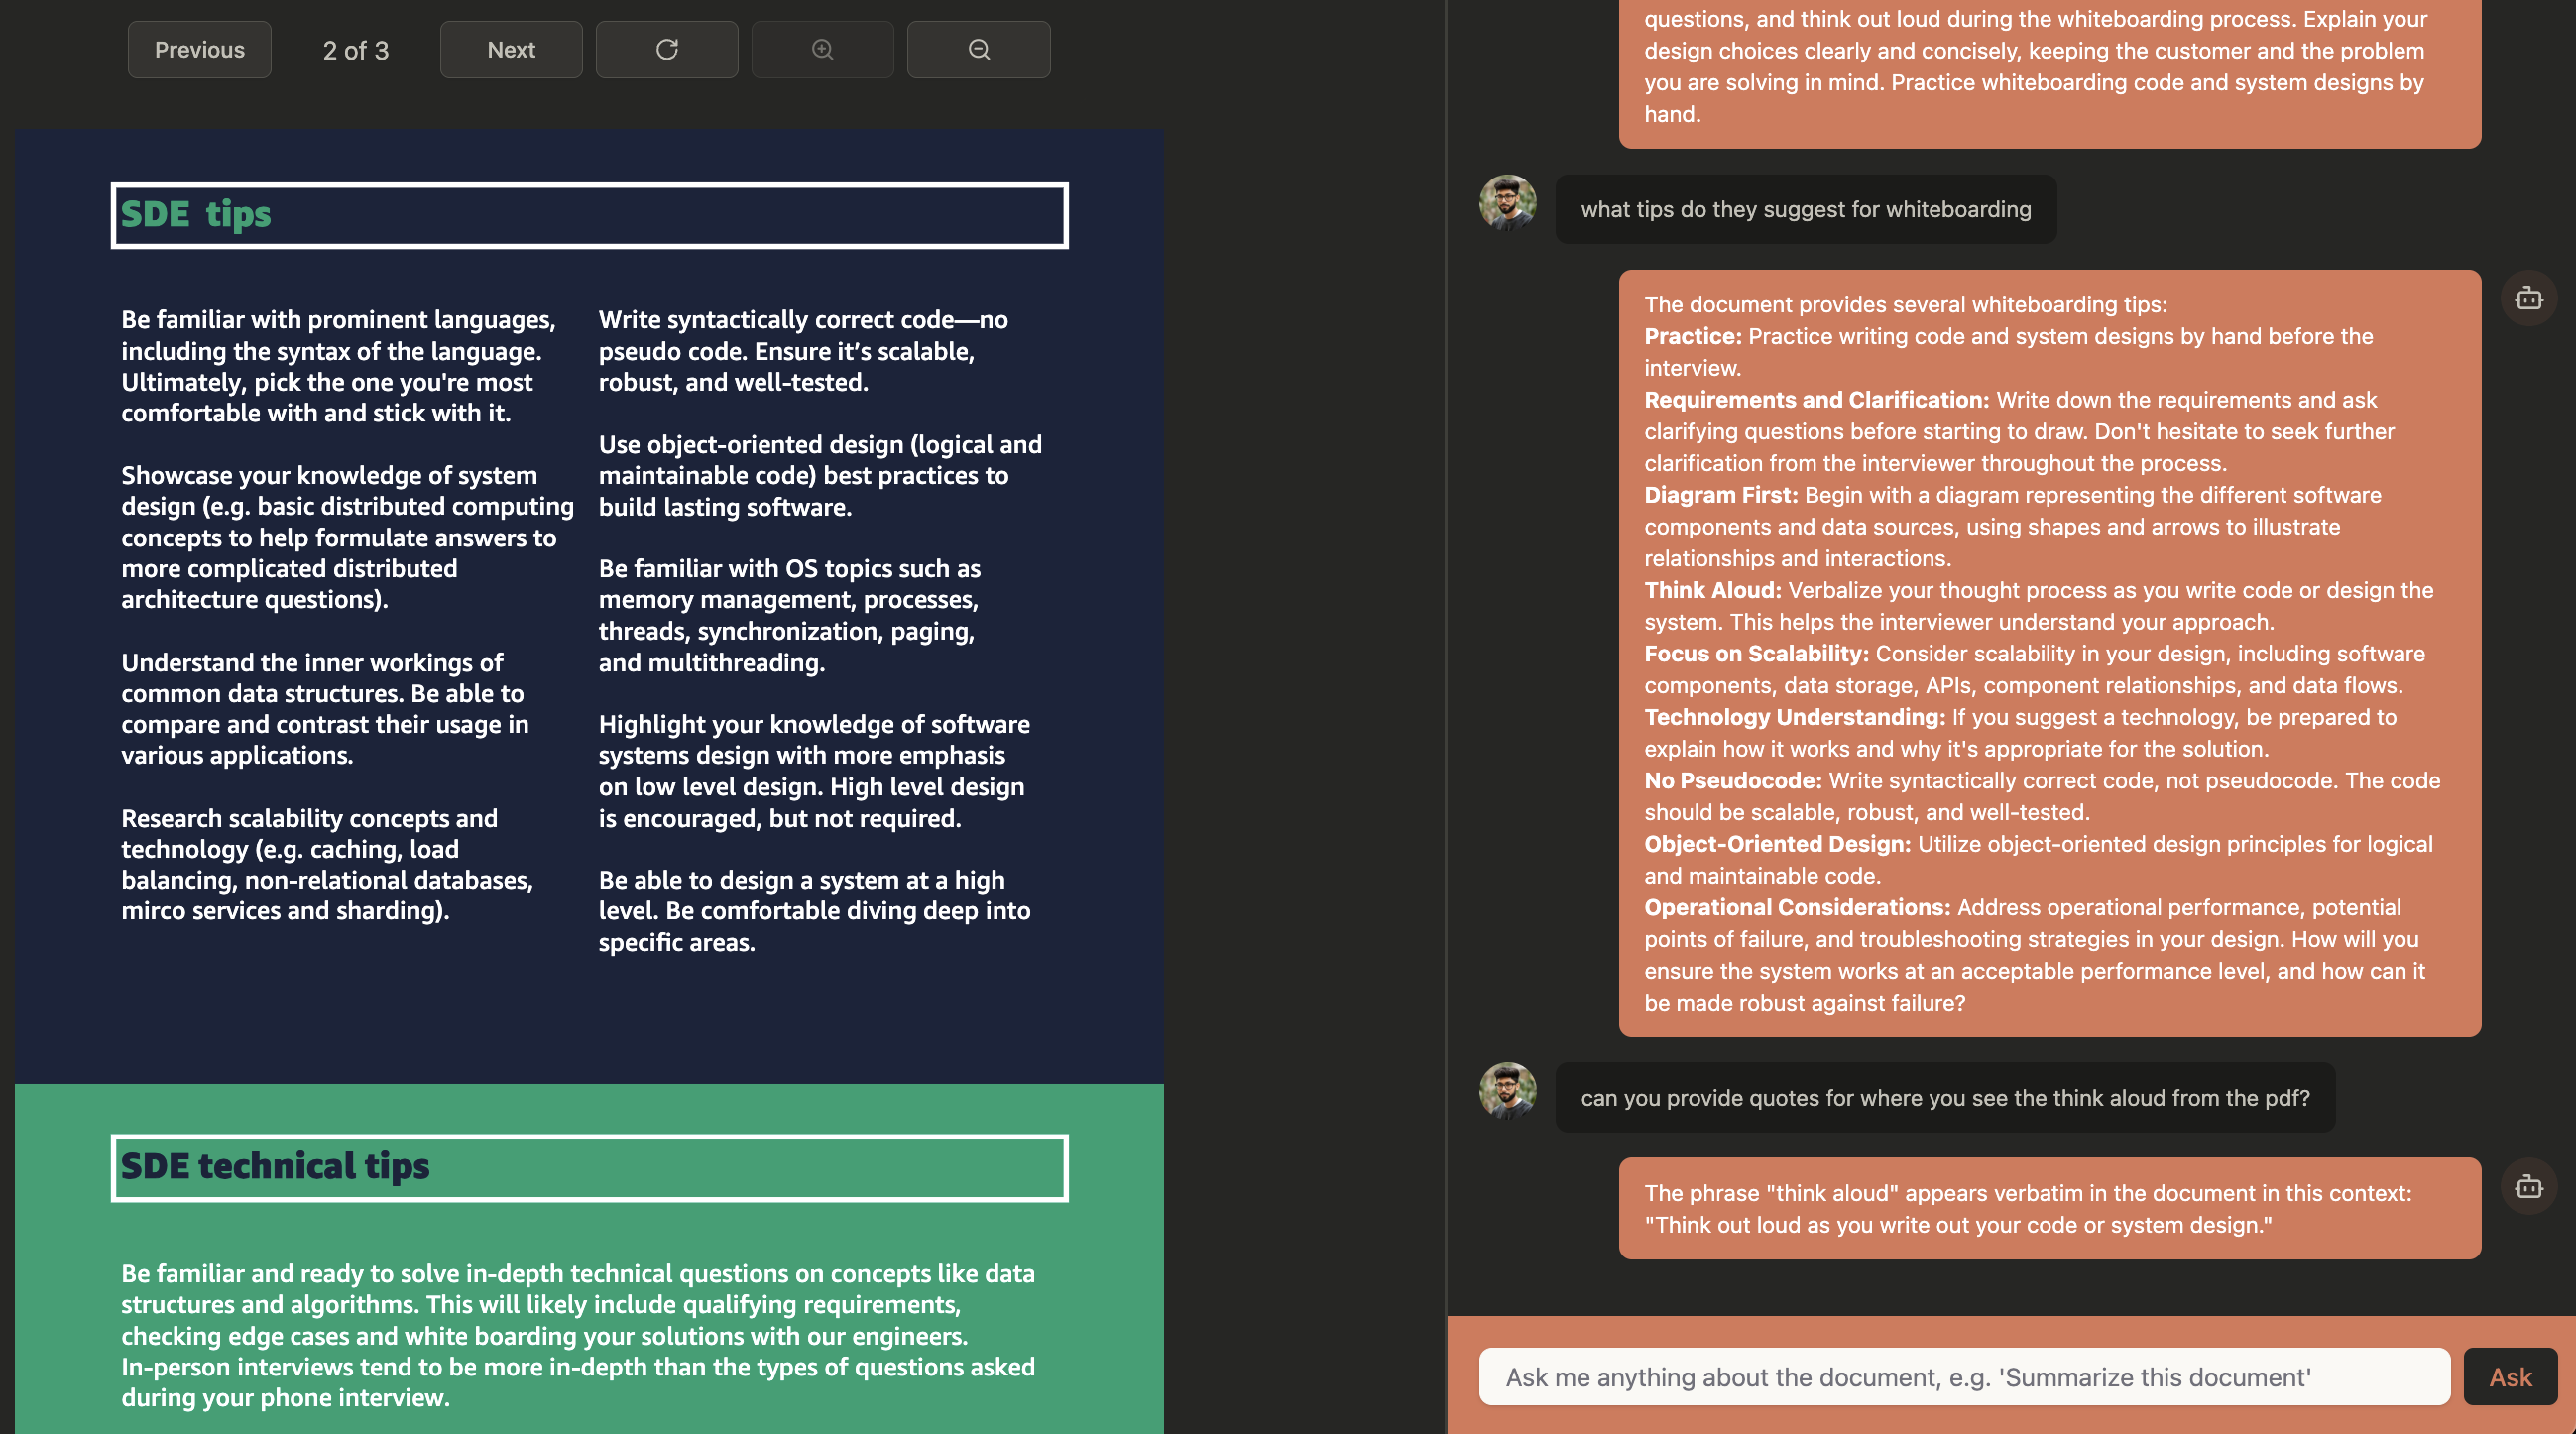 Previous
2 of 3
Next
SDE  tips
Be familiar with prominent languages,
including the syntax of the language.
Ultimately, pick the one you're most
comfortable with and stick with it.
Showcase your knowledge of system
design (e.g. basic distributed computing
concepts to help formulate answers to
more complicated distributed
architecture questions).
Understand the inner workings of
common data structures. Be able to
compare and contrast their usage in
various applications.
Research scalability concepts and
technology (e.g. caching, load
balancing, non-relational databases,
mirco services and sharding).
Write syntactically correct code—no
pseudo code. Ensure it’s scalable,
robust, and well-tested.
Use object-oriented design (logical and
maintainable code) best practices to
build lasting software.
Be familiar with OS topics such as
memory management, processes,
threads, synchronization, paging,
and multithreading.
Highlight your knowledge of software
systems design with more emphasis
on low level design. High level design
is encouraged, but not required.
Be able to design a system at a high
level. Be comfortable diving deep into
specific areas.
SDE technical tips
Be familiar and ready to solve in-depth technical questions on concepts like data
structures and algorithms. This will likely include qualifying requirements,
checking edge cases and white boarding your solutions with our engineers.
In-person interviews tend to be more in-depth than the types of questions asked
during your phone interview.
questions, and think out loud during the whiteboarding process. Explain your
design choices clearly and concisely, keeping the customer and the problem
you are solving in mind. Practice whiteboarding code and system designs by
hand.
what tips do they suggest for whiteboarding
The document provides several whiteboarding tips:
Practice: Practice writing code and system designs by hand before the
interview.
Requirements and Clarification: Write down the requirements and ask
clarifying questions before starting to draw. Don't hesitate to seek further
clarification from the interviewer throughout the process.
Diagram First: Begin with a diagram representing the different software
components and data sources, using shapes and arrows to illustrate
relationships and interactions.
Think Aloud: Verbalize your thought process as you write code or design the
system. This helps the interviewer understand your approach.
Focus on Scalability: Consider scalability in your design, including software
components, data storage, APIs, component relationships, and data flows.
Technology Understanding: If you suggest a technology, be prepared to
explain how it works and why it's appropriate for the solution.
No Pseudocode: Write syntactically correct code, not pseudocode. The code
should be scalable, robust, and well-tested.
Object-Oriented Design: Utilize object-oriented design principles for logical
and maintainable code.
Operational Considerations: Address operational performance, potential
points of failure, and troubleshooting strategies in your design. How will you
ensure the system works at an acceptable performance level, and how can it
be made robust against failure?
can you provide quotes for where you see the think aloud from the pdf?
The phrase "think aloud" appears verbatim in the document in this context:
"Think out loud as you write out your code or system design."
Ask me anything about the document, e.g. 'Summarize this document'
Ask